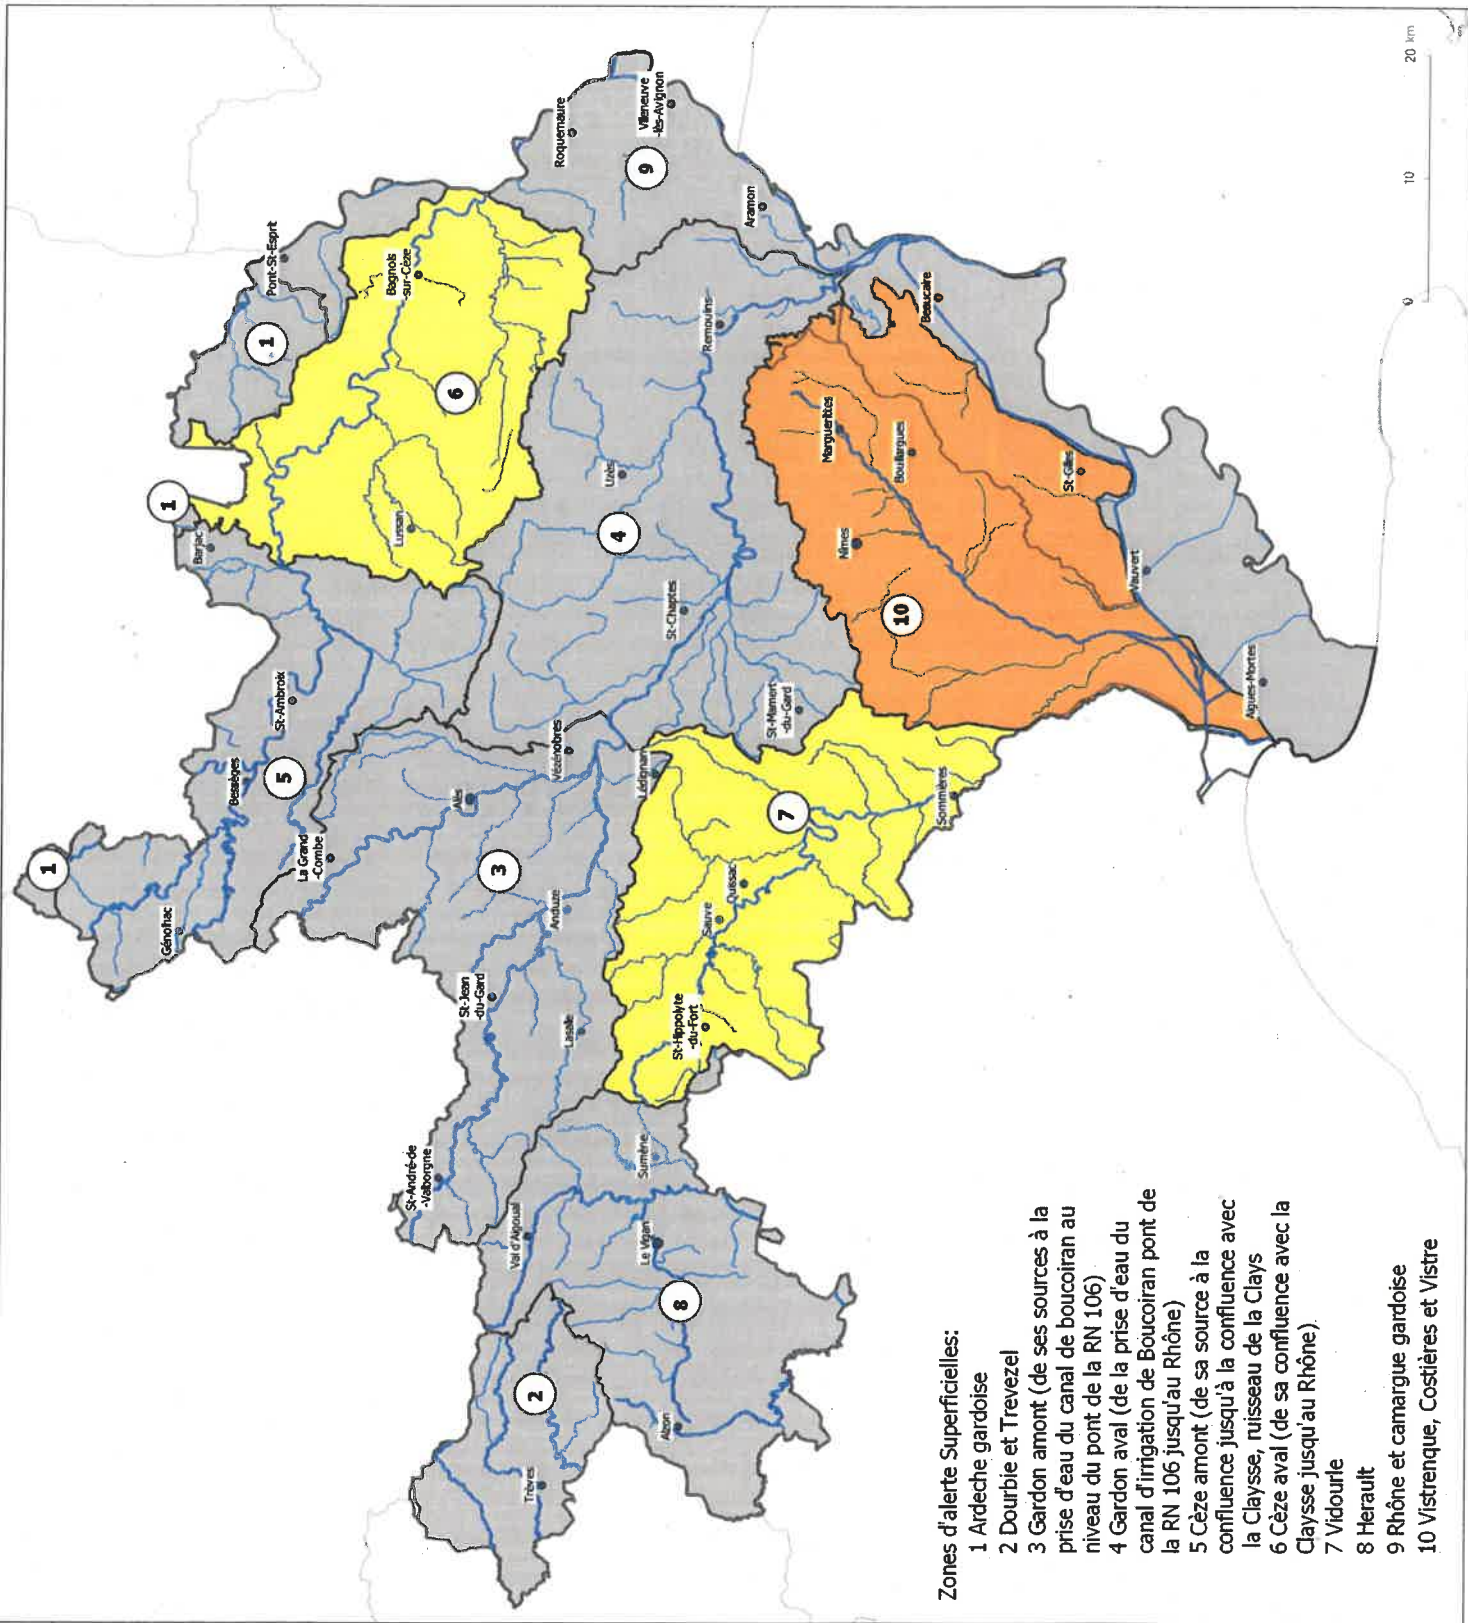 1
Génolhac
Bessèges
5
St-Ambroix
1
Barjac
1
Pont-St-Esprit
La Grand
-Combe
Lussan
6
Bagnols
-sur-Cèze
Roquemaure
St-André-de
-Valborgne
St-Jean
-du-Gard
3
Alès
Anduze
Vézénobres
Uzès
4
9
Villeneuve
-lès-Avignon
Val d'Aigoual
2
Trèves
Lasalle
Lédignan
St-Chaptes
Remoulins
Aramon
Sumène
Le Vigan
8
Alzon
St-Hippolyte
-du-Fort
Sauve
Quissac
7
St-Mamert
-du-Gard
Sommières
Marguerittes
Nîmes
Bouillargues
10
Beaucaire
St-Gilles
Vauvert
Aigues-Mortes
Zones d'alerte Superficielles:
1 Ardeche gardoise
2 Dourbie et Trevezel
3 Gardon amont (de ses sources à la
prise d'eau du canal de boucoiran au
niveau du pont de la RN 106)
4 Gardon aval (de la prise d'eau du
canal d'irrigation de Boucoiran pont de
la RN 106 jusqu'au Rhône)
5 Cèze amont (de sa source à la
confluence jusqu'à la confluence avec
la Claysse, ruisseau de la Clays
6 Cèze aval (de sa confluence avec la
Claysse jusqu'au Rhône).
7 Vidourle
8 Herault
9 Rhône et camargue gardoise
10 Vistrenque, Costières et Vistre
0 10 20 km